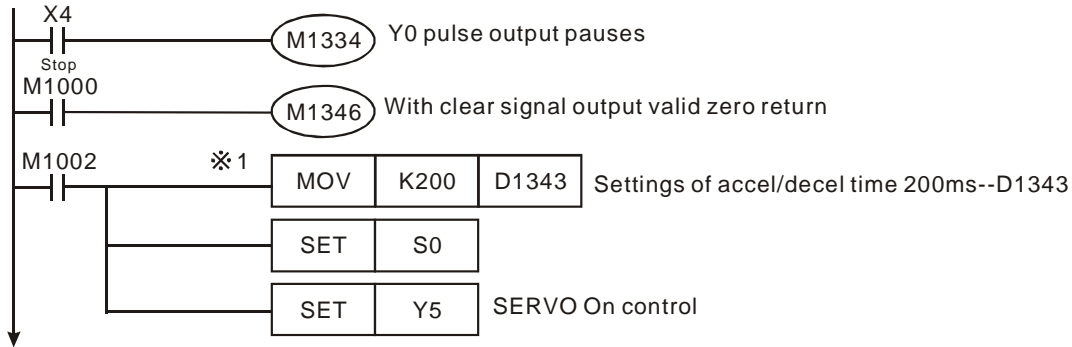 X4
M1334 Y0 pulse output pauses
Stop
M1000
M1346 With clear signal output valid zero return
M1002 ※1 MOV K200 D1343 Settings of accel/decel time 200ms--D1343
SET S0
SET Y5 SERVO On control